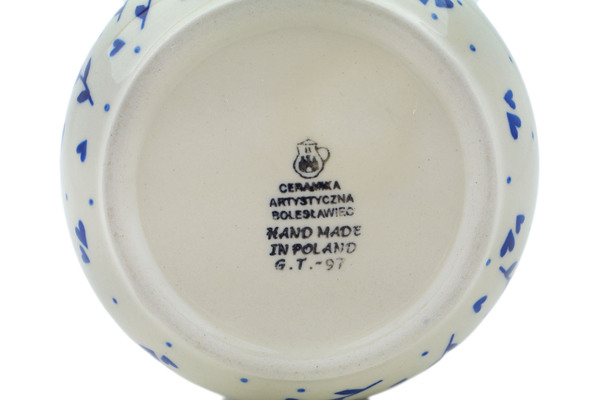 B
CERAMIKA
ARTYSTYCZNA
BOLESŁAWIEC
HAND MADE
IN POLAND
G.T.-97